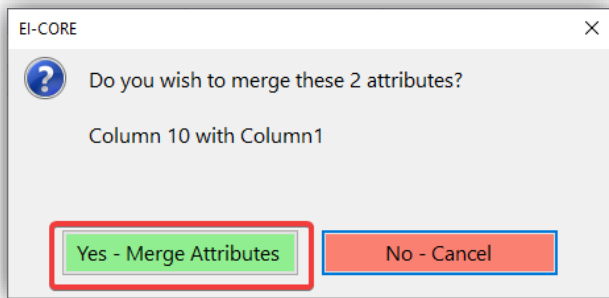 EI-CORE
Do you wish to merge these 2 attributes?
Column 10 with Column1
Yes - Merge Attributes
No - Cancel